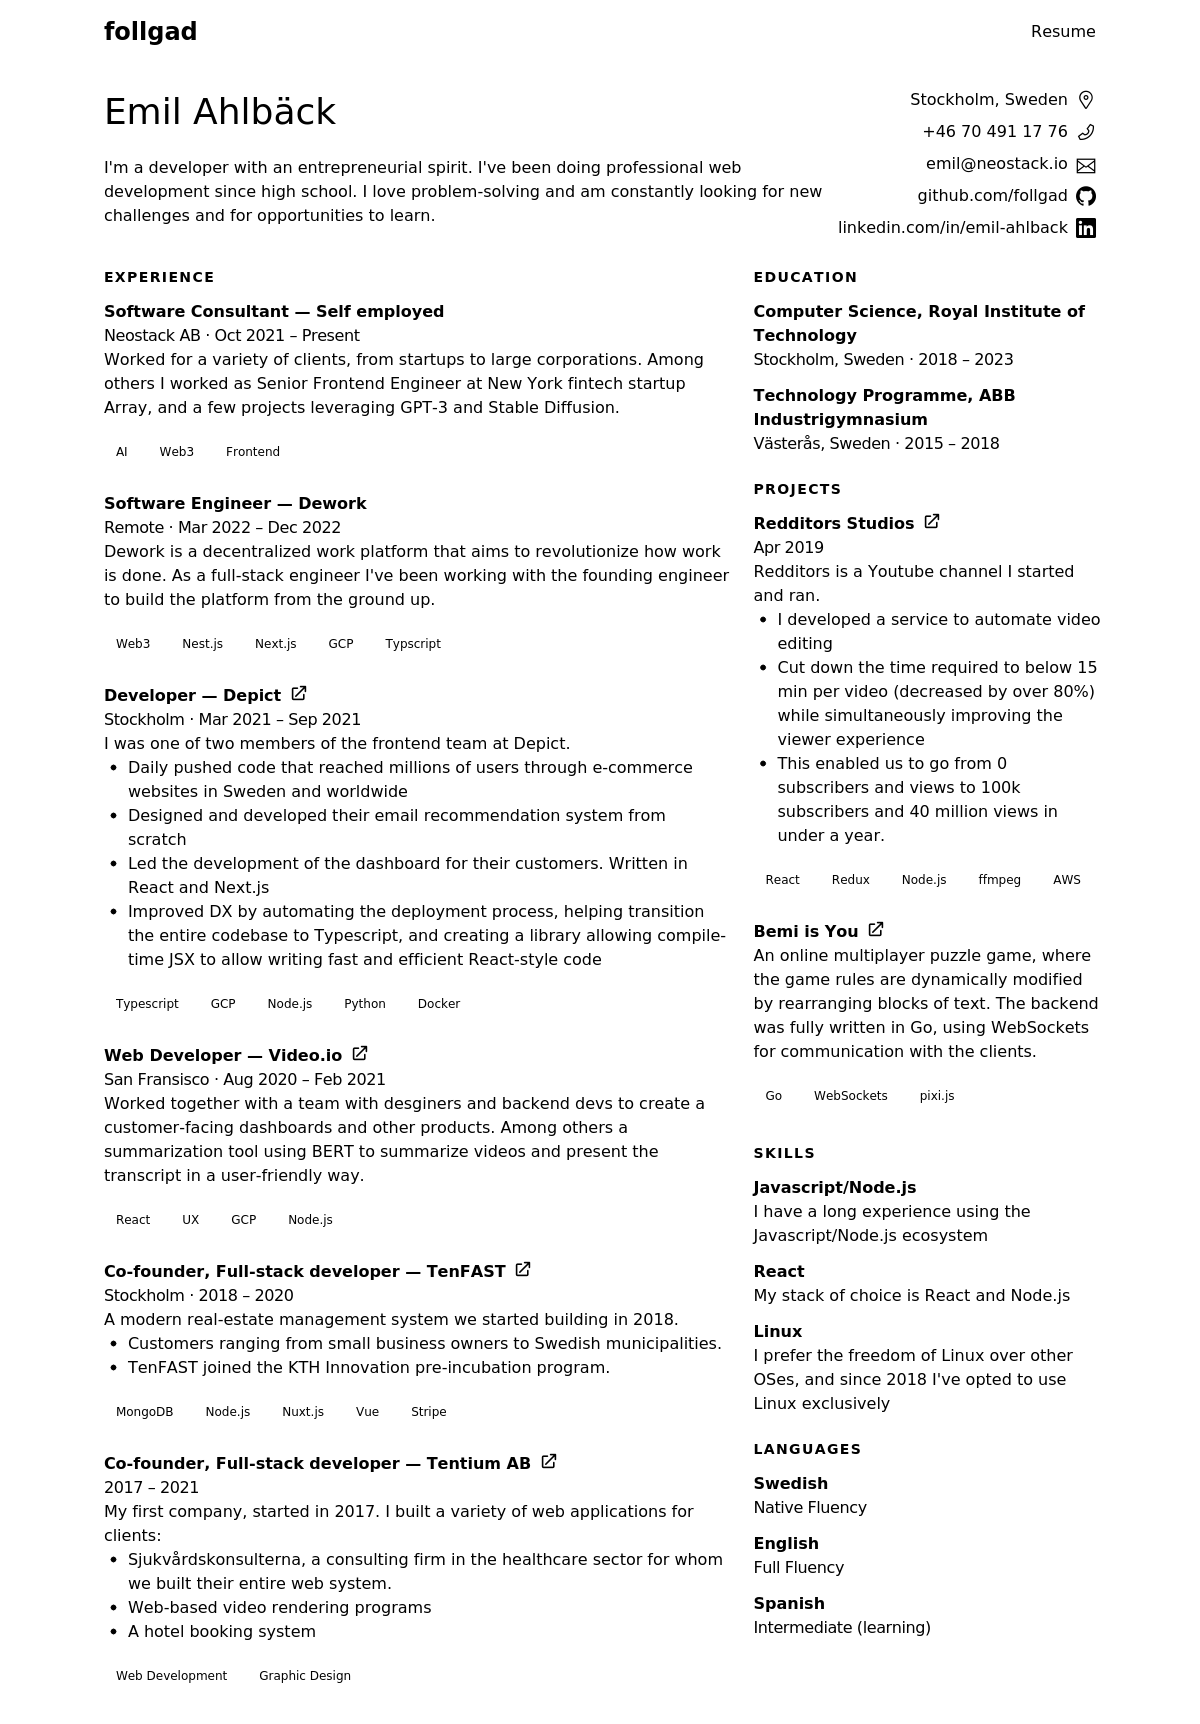 follgad
Resume
Emil Ahlbäck
I'm a developer with an entrepreneurial spirit. I've been doing professional web
development since high school. I love problem-solving and am constantly looking for new
challenges and for opportunities to learn.
Stockholm, Sweden
+46 70 491 17 76
emil@neostack.io
github.com/follgad
linkedin.com/in/emil-ahlback
EXPERIENCE
Software Consultant — Self employed
Neostack AB · Oct 2021 – Present
Worked for a variety of clients, from startups to large corporations. Among
others I worked as Senior Frontend Engineer at New York fintech startup
Array, and a few projects leveraging GPT-3 and Stable Diffusion.
AI Web3 Frontend
Software Engineer — Dework
Remote · Mar 2022 – Dec 2022
Dework is a decentralized work platform that aims to revolutionize how work
is done. As a full-stack engineer I've been working with the founding engineer
to build the platform from the ground up.
Web3 Nest.js Next.js GCP Typscript
Developer — Depict
Stockholm · Mar 2021 – Sep 2021
I was one of two members of the frontend team at Depict.
• Daily pushed code that reached millions of users through e-commerce
websites in Sweden and worldwide
• Designed and developed their email recommendation system from
scratch
• Led the development of the dashboard for their customers. Written in
React and Next.js
• Improved DX by automating the deployment process, helping transition
the entire codebase to Typescript, and creating a library allowing compile-
time JSX to allow writing fast and efficient React-style code
Typescript GCP Node.js Python Docker
Web Developer — Video.io
San Fransisco · Aug 2020 – Feb 2021
Worked together with a team with desginers and backend devs to create a
customer-facing dashboards and other products. Among others a
summarization tool using BERT to summarize videos and present the
transcript in a user-friendly way.
React UX GCP Node.js
Co-founder, Full-stack developer — TenFAST
Stockholm · 2018 – 2020
A modern real-estate management system we started building in 2018.
• Customers ranging from small business owners to Swedish municipalities.
• TenFAST joined the KTH Innovation pre-incubation program.
MongoDB Node.js Nuxt.js Vue Stripe
Co-founder, Full-stack developer — Tentium AB
2017 – 2021
My first company, started in 2017. I built a variety of web applications for
clients:
• Sjukvårdskonsulterna, a consulting firm in the healthcare sector for whom
we built their entire web system.
• Web-based video rendering programs
• A hotel booking system
Web Development Graphic Design
EDUCATION
Computer Science, Royal Institute of
Technology
Stockholm, Sweden · 2018 – 2023
Technology Programme, ABB
Industrigymnasium
Västerås, Sweden · 2015 – 2018
PROJECTS
Redditors Studios
Apr 2019
Redditors is a Youtube channel I started
and ran.
• I developed a service to automate video
editing
• Cut down the time required to below 15
min per video (decreased by over 80%)
while simultaneously improving the
viewer experience
• This enabled us to go from 0
subscribers and views to 100k
subscribers and 40 million views in
under a year.
React Redux Node.js ffmpeg AWS
Bemi is You
An online multiplayer puzzle game, where
the game rules are dynamically modified
by rearranging blocks of text. The backend
was fully written in Go, using WebSockets
for communication with the clients.
Go WebSockets pixi.js
SKILLS
Javascript/Node.js
I have a long experience using the
Javascript/Node.js ecosystem
React
My stack of choice is React and Node.js
Linux
I prefer the freedom of Linux over other
OSes, and since 2018 I've opted to use
Linux exclusively
LANGUAGES
Swedish
Native Fluency
English
Full Fluency
Spanish
Intermediate (learning)